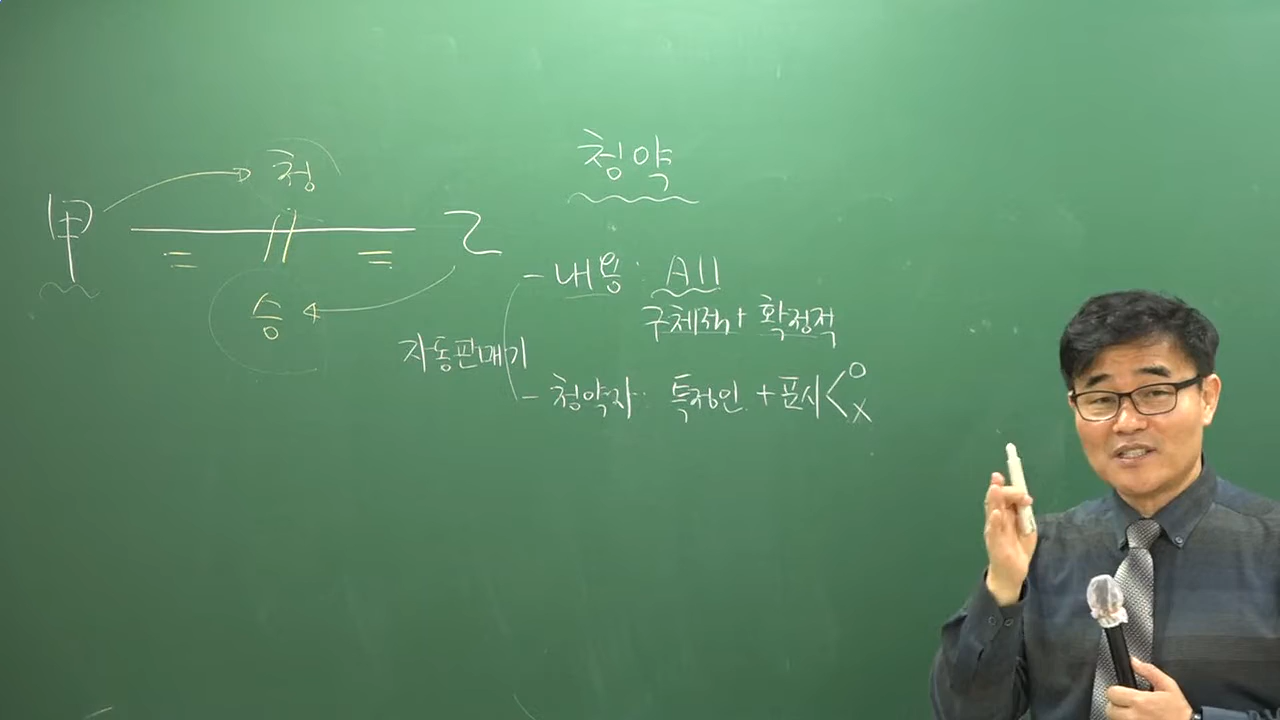 청약
청
甲
乙
승
- 내용 : All
구체적 + 확정적
자동판매기
- 청약자 : 특정인 + 표시 < O
X